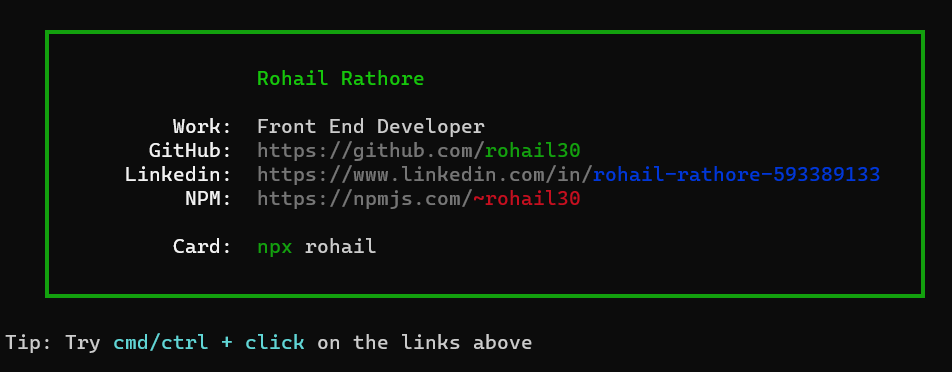 Rohail Rathore
Work: Front End Developer
GitHub: https://github.com/rohail30
Linkedin: https://www.linkedin.com/in/rohail-rathore-593389133
NPM: https://npmjs.com/~rohail30
Card: npx rohail
Tip: Try cmd/ctrl + click on the links above